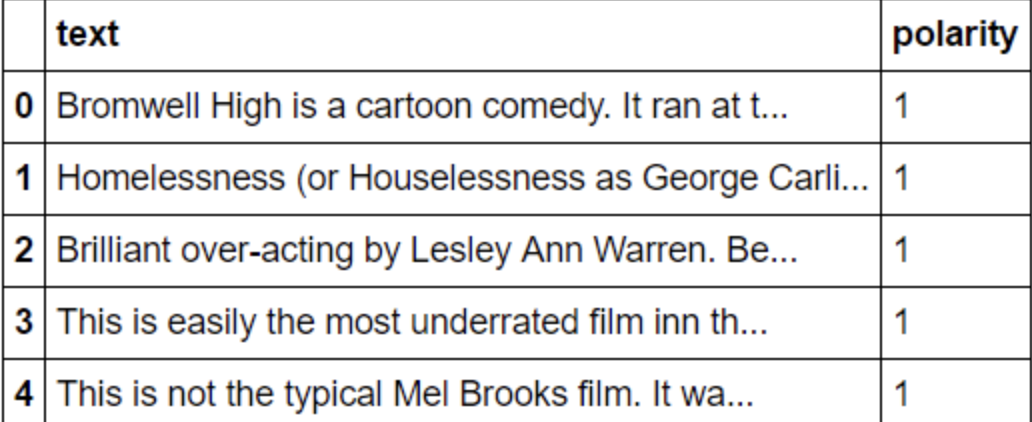 text polarity
0 Bromwell High is a cartoon comedy. It ran at t... 1
1 Homelessness (or Houselessness as George Carli... 1
2 Brilliant over-acting by Lesley Ann Warren. Be... 1
3 This is easily the most underrated film inn th... 1
4 This is not the typical Mel Brooks film. It wa... 1